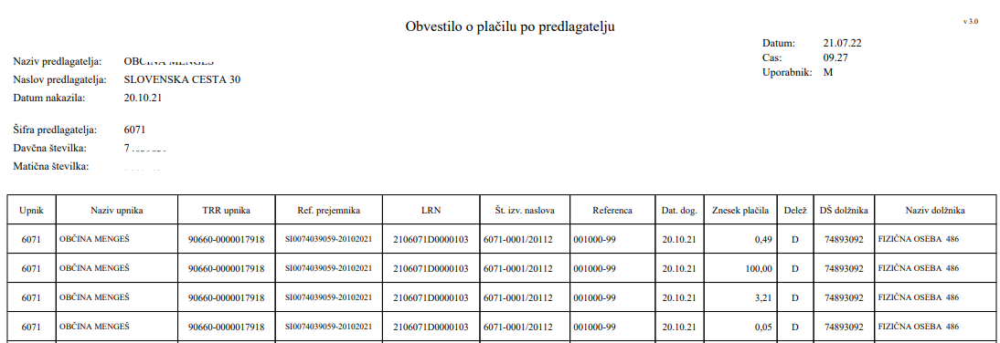 Obvestilo o plačilu po predlagatelju
v 3.0
Datum: 21.07.22
Cas: 09.27
Uporabnik: M
Naziv predlagatelja: OBČINA MENGEŠ
Naslov predlagatelja: SLOVENSKA CESTA 30
Datum nakazila: 20.10.21
Šifra predlagatelja: 6071
Davčna številka: 7
Matična številka:
Upnik Naziv upnika TRR upnika Ref. prejemnika LRN Št. izv. naslova Referenca Dat. dog. Znesek plačila Delež DŠ dolžnika Naziv dolžnika
6071 OBČINA MENGEŠ 90660-0000017918 SI0074039059-20102021 2106071D0000103 6071-0001/20112 001000-99 20.10.21 0,49 D 74893092 FIZIČNA OSEBA 486
6071 OBČINA MENGEŠ 90660-0000017918 SI0074039059-20102021 2106071D0000103 6071-0001/20112 001000-99 20.10.21 100,00 D 74893092 FIZIČNA OSEBA 486
6071 OBČINA MENGEŠ 90660-0000017918 SI0074039059-20102021 2106071D0000103 6071-0001/20112 001000-99 20.10.21 3,21 D 74893092 FIZIČNA OSEBA 486
6071 OBČINA MENGEŠ 90660-0000017918 SI0074039059-20102021 2106071D0000103 6071-0001/20112 001000-99 20.10.21 0,05 D 74893092 FIZIČNA OSEBA 486